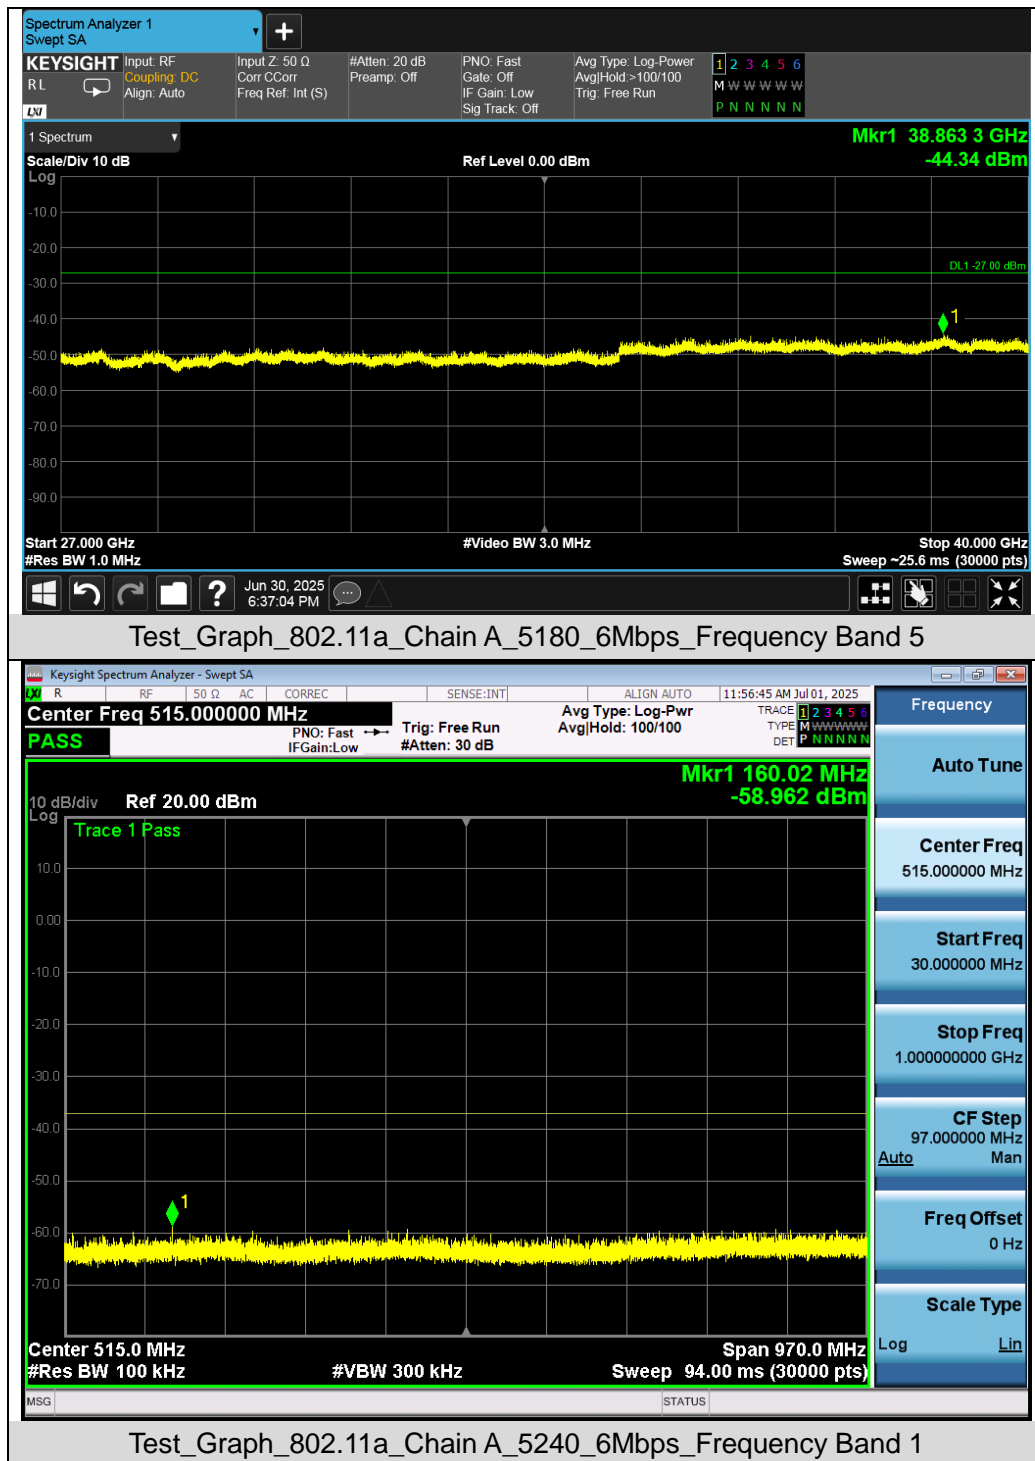 Spectrum Analyzer 1
Swept SA
KEYSIGHT
RL
LXI
Input: RF
Coupling: DC
Align: Auto
Input Z: 50 Ω
Corr CCorr
Freq Ref: Int (S)
#Atten: 20 dB
Preamp: Off
PNO: Fast
Gate: Off
IF Gain: Low
Sig Track: Off
Avg Type: Log-Power
Avg|Hold:>100/100
Trig: Free Run
1 2 3 4 5 6
M W W W W W
P N N N N N
1 Spectrum
Mkr1 38.863 3 GHz
Scale/Div 10 dB
Ref Level 0.00 dBm
-44.34 dBm
Log
-10.0
-20.0
DL1 -27.00 dBm
-30.0
-40.0
1
-50.0
-60.0
-70.0
-80.0
-90.0
Start 27.000 GHz
#Video BW 3.0 MHz
Stop 40.000 GHz
#Res BW 1.0 MHz
Sweep ~25.6 ms (30000 pts)
?
Jun 30, 2025
6:37:04 PM
Test_Graph_802.11a_Chain A_5180_6Mbps_Frequency Band 5
Keysight Spectrum Analyzer - Swept SA
LXI R RF 50 Ω AC CORREC SENSE:INT ALIGN AUTO 11:56:45 AM Jul 01, 2025
Center Freq 515.000000 MHz
PASS
PNO: Fast
IFGain:Low
Trig: Free Run
#Atten: 30 dB
Avg Type: Log-Pwr
Avg|Hold: 100/100
TRACE 1 2 3 4 5 6
TYPE M W W W W W
DET P N N N N N
Frequency
Mkr1 160.02 MHz
-58.962 dBm
10 dB/div
Log
Ref 20.00 dBm
Trace 1 Pass
10.0
0.00
-10.0
-20.0
-30.0
-40.0
-50.0
1
-60.0
-70.0
Center 515.0 MHz
Span 970.0 MHz
#Res BW 100 kHz
#VBW 300 kHz
Sweep 94.00 ms (30000 pts)
Auto Tune
Center Freq
515.000000 MHz
Start Freq
30.000000 MHz
Stop Freq
1.000000000 GHz
CF Step
97.000000 MHz
Auto Man
Freq Offset
0 Hz
Scale Type
Log Lin
MSG
STATUS
Test_Graph_802.11a_Chain A_5240_6Mbps_Frequency Band 1